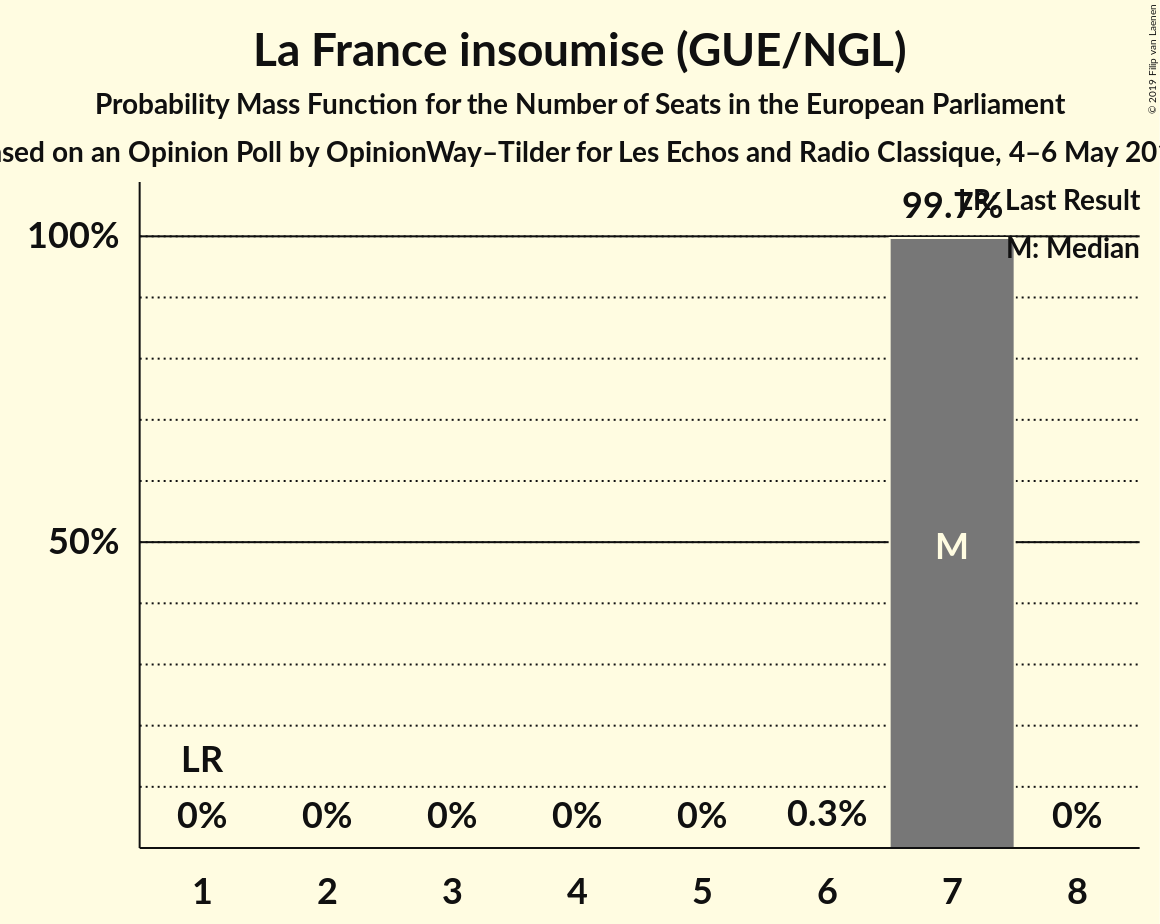 La France insoumise (GUE/NGL)
Probability Mass Function for the Number of Seats in the European Parliament
on an Opinion Poll by OpinionWay–Tilder for Les Echos and Radio Classique, 4–6 May
© 2019 Filip van Laenen
99.7%
LR: Last Result
M: Median
100%
50%
M
LR
0% 0% 0% 0% 0% 0.3% 0%
1 2 3 4 5 6 7 8